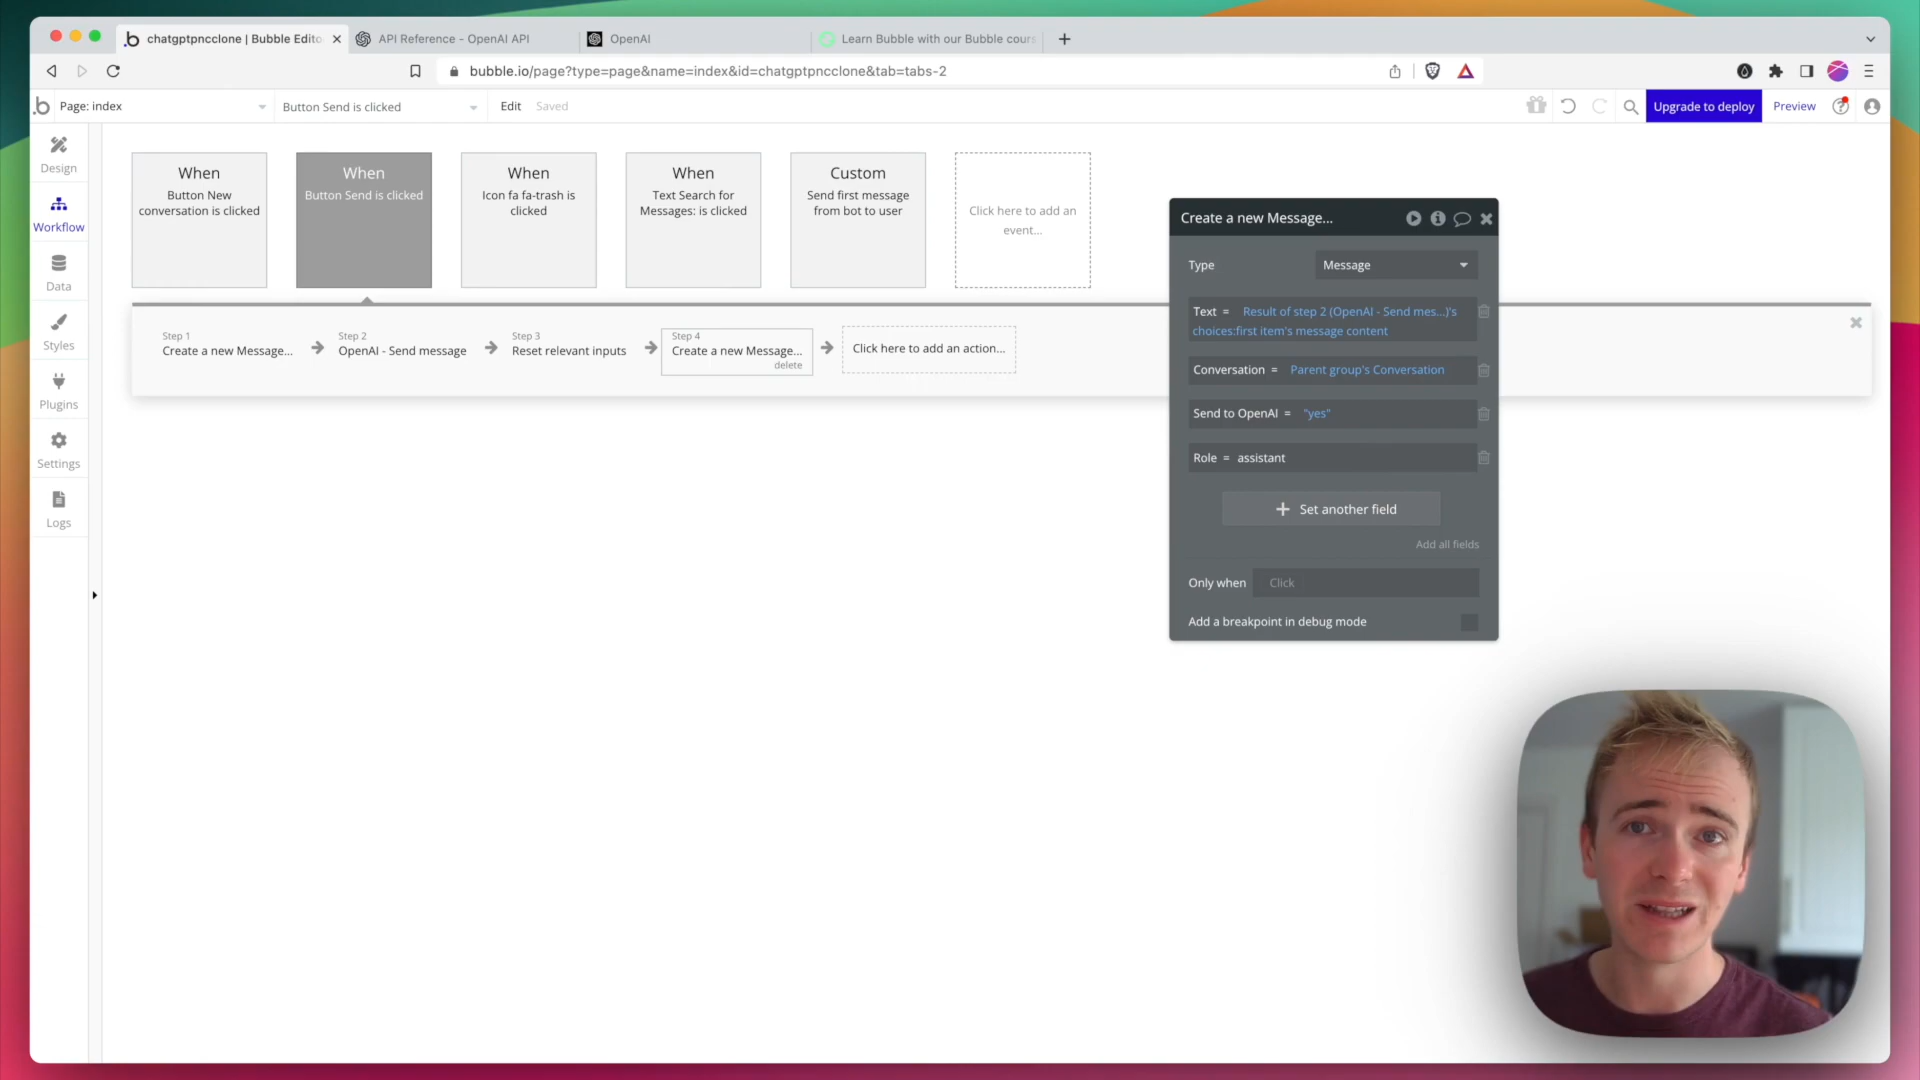 chatgptpncclone | Bubble Edito
API Reference - OpenAI API
OpenAI
Learn Bubble with our Bubble cours
bubble.io/page?type=page&name=index&id=chatgptpncclone&tab=tabs-2
Page: index
Button Send is clicked
Edit
Saved
Upgrade to deploy
Preview
Design
Workflow
Data
Styles
Plugins
Settings
Logs
When
Button New
conversation is clicked
When
Button Send is clicked
When
Icon fa fa-trash is
clicked
When
Text Search for
Messages: is clicked
Custom
Send first message
from bot to user
Click here to add an
event...
Step 1
Create a new Message...
Step 2
OpenAI - Send message
Step 3
Reset relevant inputs
Step 4
Create a new Message...
delete
Click here to add an action...
Create a new Message...
Type
Message
Text = Result of step 2 (OpenAI - Send mes...)'s
choices:first item's message content
Conversation = Parent group's Conversation
Send to OpenAI = "yes"
Role = assistant
Set another field
Add all fields
Only when
Click
Add a breakpoint in debug mode